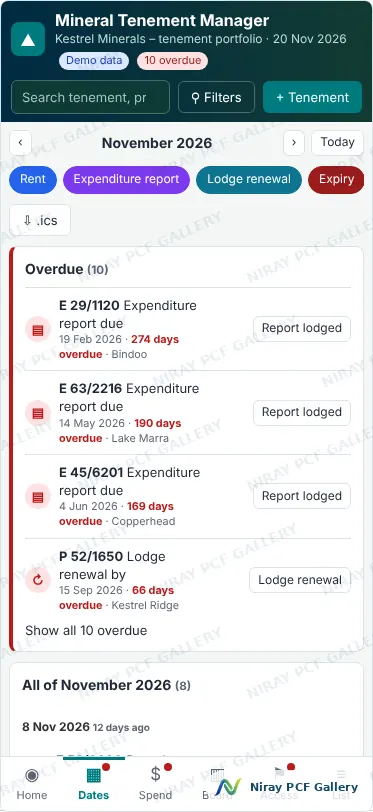 Mineral Tenement Manager
Kestrel Minerals – tenement portfolio · 20 Nov 2026
Demo data
10 overdue
Search tenement, pr
Filters
+ Tenement
‹
November 2026
›
Today
Rent
Expenditure report
Lodge renewal
Expiry
.ics
Overdue (10)
E 29/1120 Expenditure
report due
19 Feb 2026 · 274 days
overdue · Bindoo
Report lodged
E 63/2216 Expenditure
report due
14 May 2026 · 190 days
overdue · Lake Marra
Report lodged
E 45/6201 Expenditure
report due
4 Jun 2026 · 169 days
overdue · Copperhead
Report lodged
P 52/1650 Lodge
renewal by
15 Sep 2026 · 66 days
overdue · Kestrel Ridge
Lodge renewal
Show all 10 overdue
All of November 2026 (8)
8 Nov 2026 12 days ago
Home
Dates
Spend
Access
List
Niray PCF Gallery
NIRAY PCF GALLERY